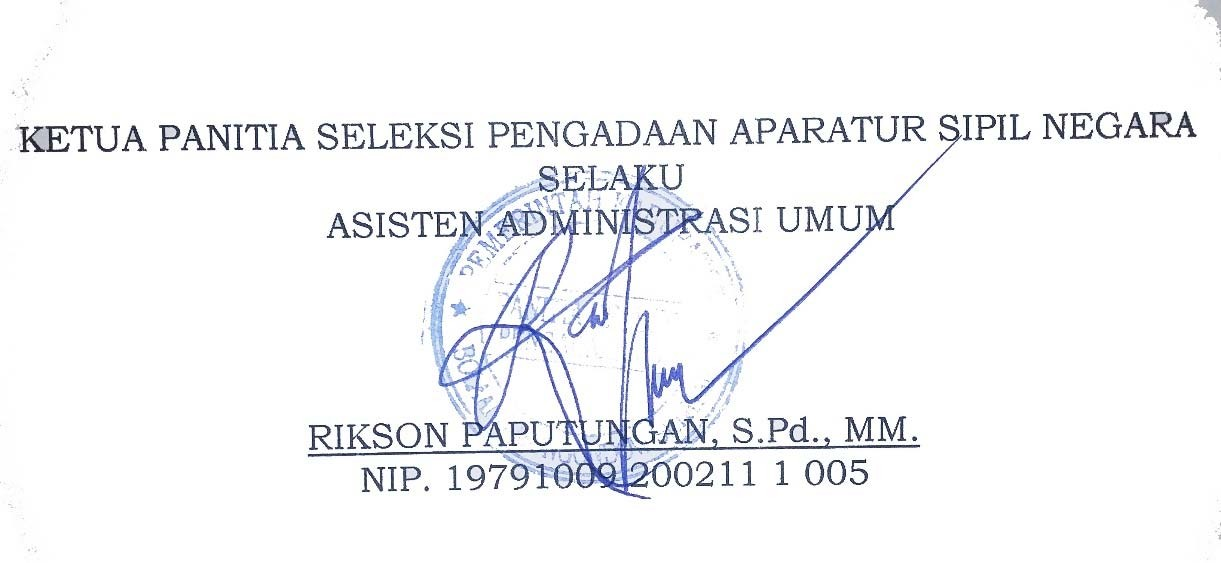 KETUA PANITIA SELEKSI PENGADAAN APARATUR SIPIL NEGARA
SELAKU
ASISTEN ADMINISTRASI UMUM
PEMERINTAH
RIKSON PAPUTUNGAN, S.Pd., MM.
NIP. 19791009 200211 1 005